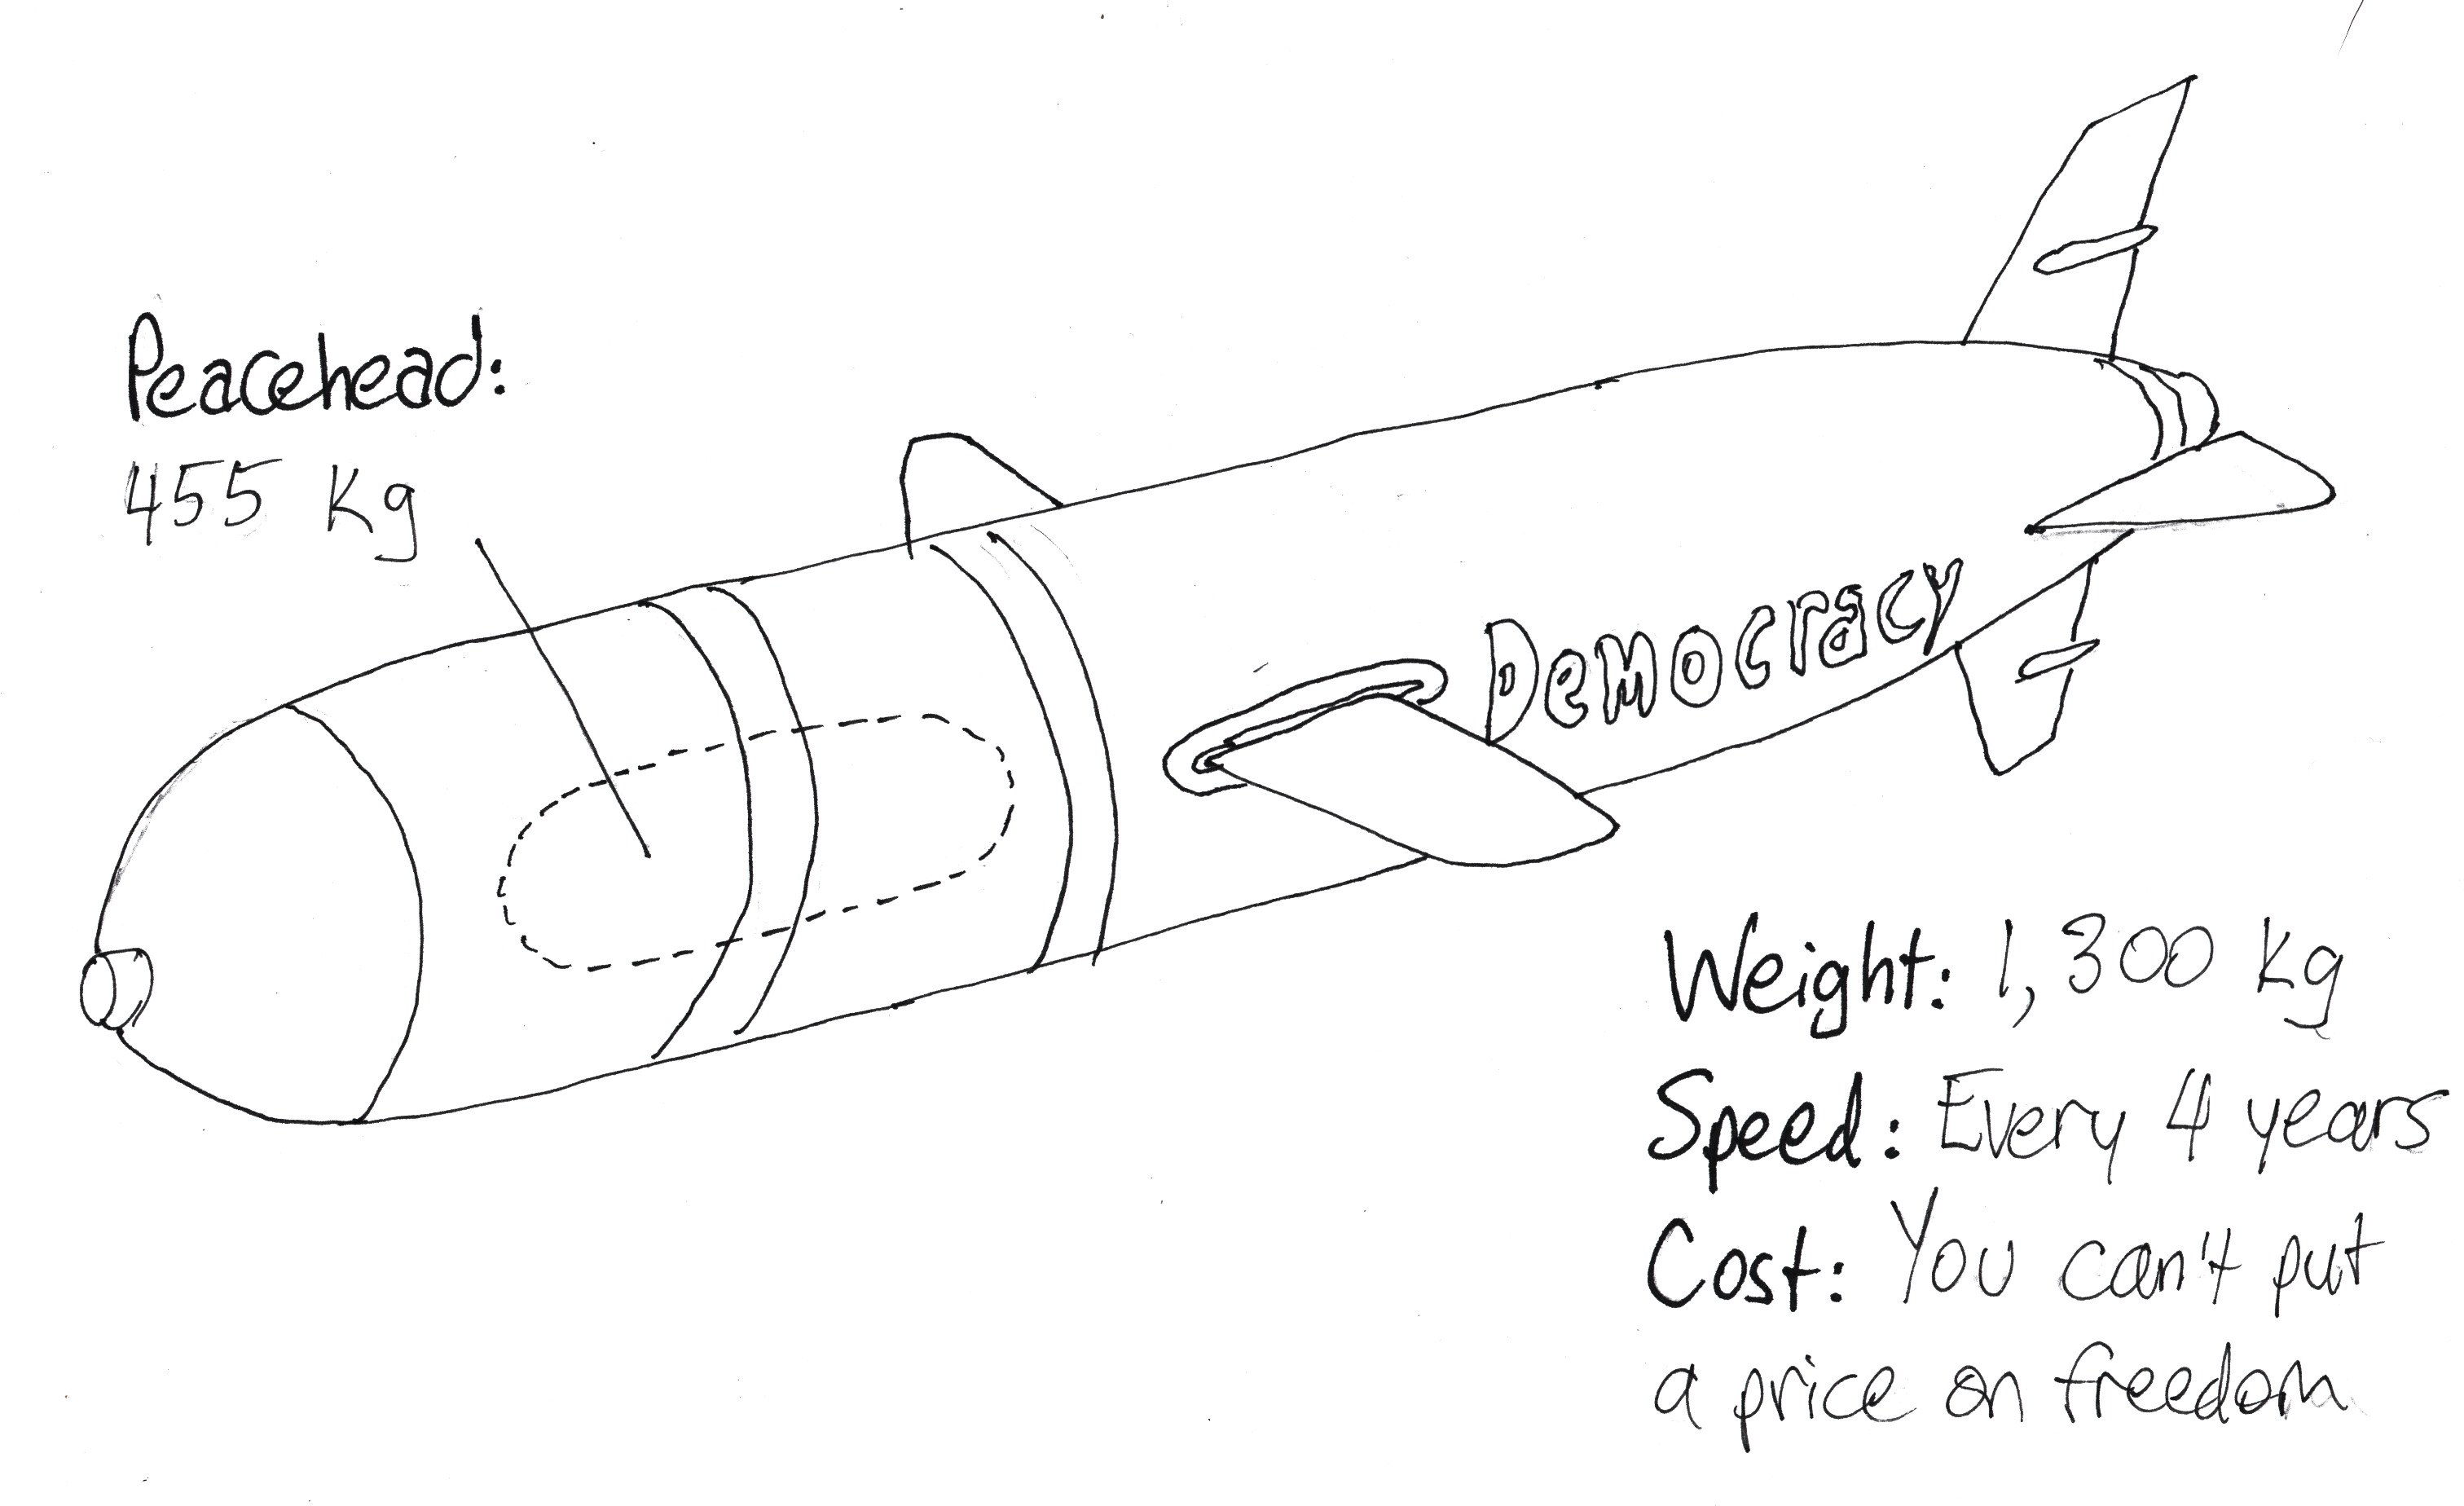 Peacehead:
455 kg
Democracy
Weight: 1,300 kg
Speed: Every 4 years
Cost: You can't put
a price on freedom